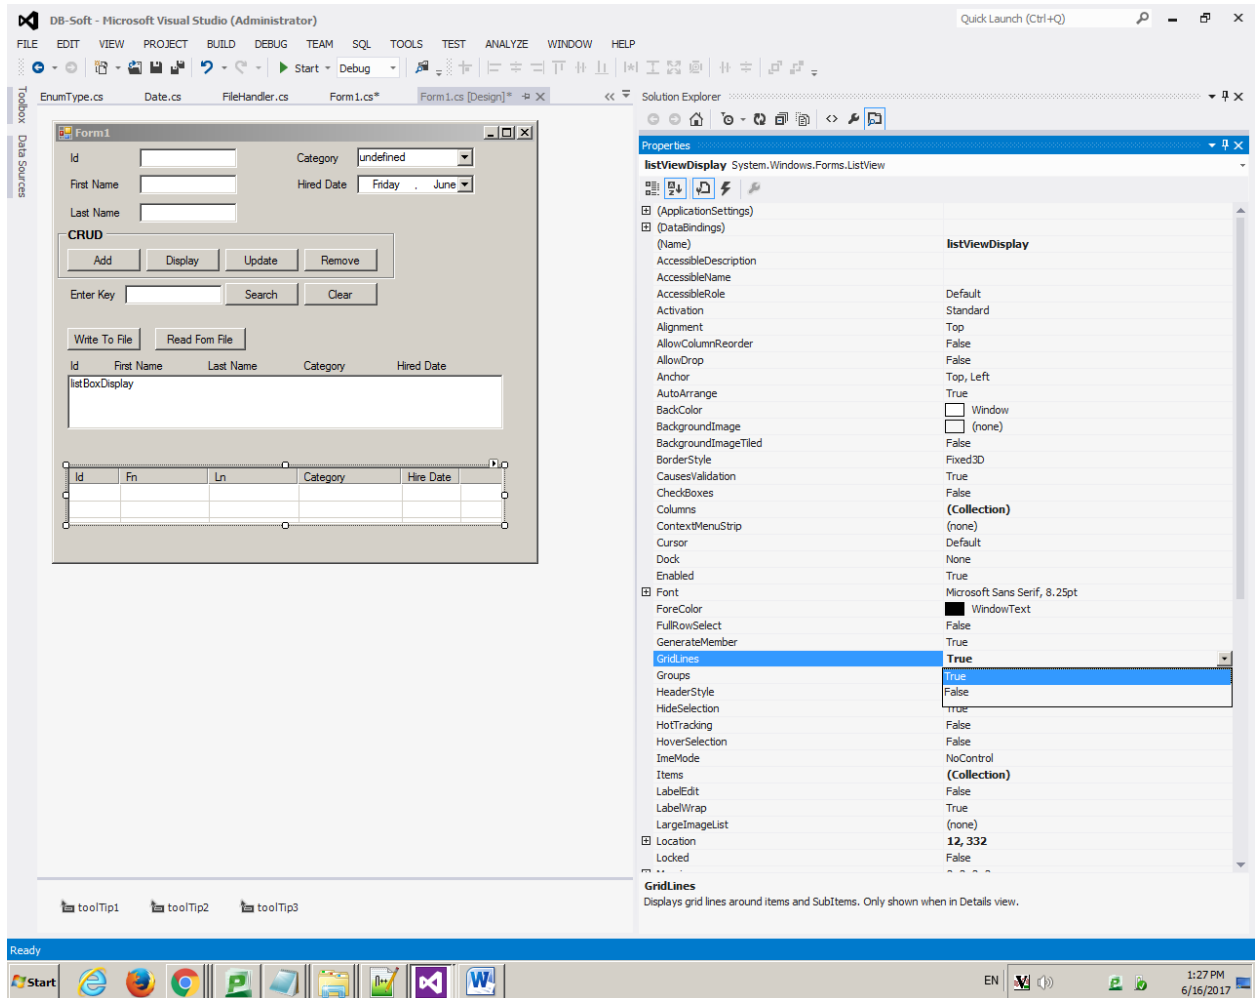 DB-Soft - Microsoft Visual Studio (Administrator)
Quick Launch (Ctrl+Q)
FILE EDIT VIEW PROJECT BUILD DEBUG TEAM SQL TOOLS TEST ANALYZE WINDOW HELP
Start Debug
Toolbox
Data Sources
EnumType.cs Date.cs FileHandler.cs Form1.cs* Form1.cs [Design]*
Form1
Id
Category undefined
First Name
Hired Date Friday , June
Last Name
CRUD
Add Display Update Remove
Enter Key Search Clear
Write To File Read Fom File
Id First Name Last Name Category Hired Date
listBoxDisplay
Id Fn Ln Category Hire Date
toolTip1 toolTip2 toolTip3
Solution Explorer
Properties
listViewDisplay System.Windows.Forms.ListView
(ApplicationSettings)
(DataBindings)
(Name) listViewDisplay
AccessibleDescription
AccessibleName
AccessibleRole Default
Activation Standard
Alignment Top
AllowColumnReorder False
AllowDrop False
Anchor Top, Left
AutoArrange True
BackColor Window
BackgroundImage (none)
BackgroundImageTiled False
BorderStyle Fixed3D
CausesValidation True
CheckBoxes False
Columns (Collection)
ContextMenuStrip (none)
Cursor Default
Dock None
Enabled True
Font Microsoft Sans Serif, 8.25pt
ForeColor WindowText
FullRowSelect False
GenerateMember True
GridLines True
Groups True
HeaderStyle False
HideSelection True
HotTracking False
HoverSelection False
ImeMode NoControl
Items (Collection)
LabelEdit False
LabelWrap True
LargeImageList (none)
Location 12, 332
Locked False
GridLines
Displays grid lines around items and SubItems. Only shown when in Details view.
Ready
Start
EN
1:27 PM
6/16/2017